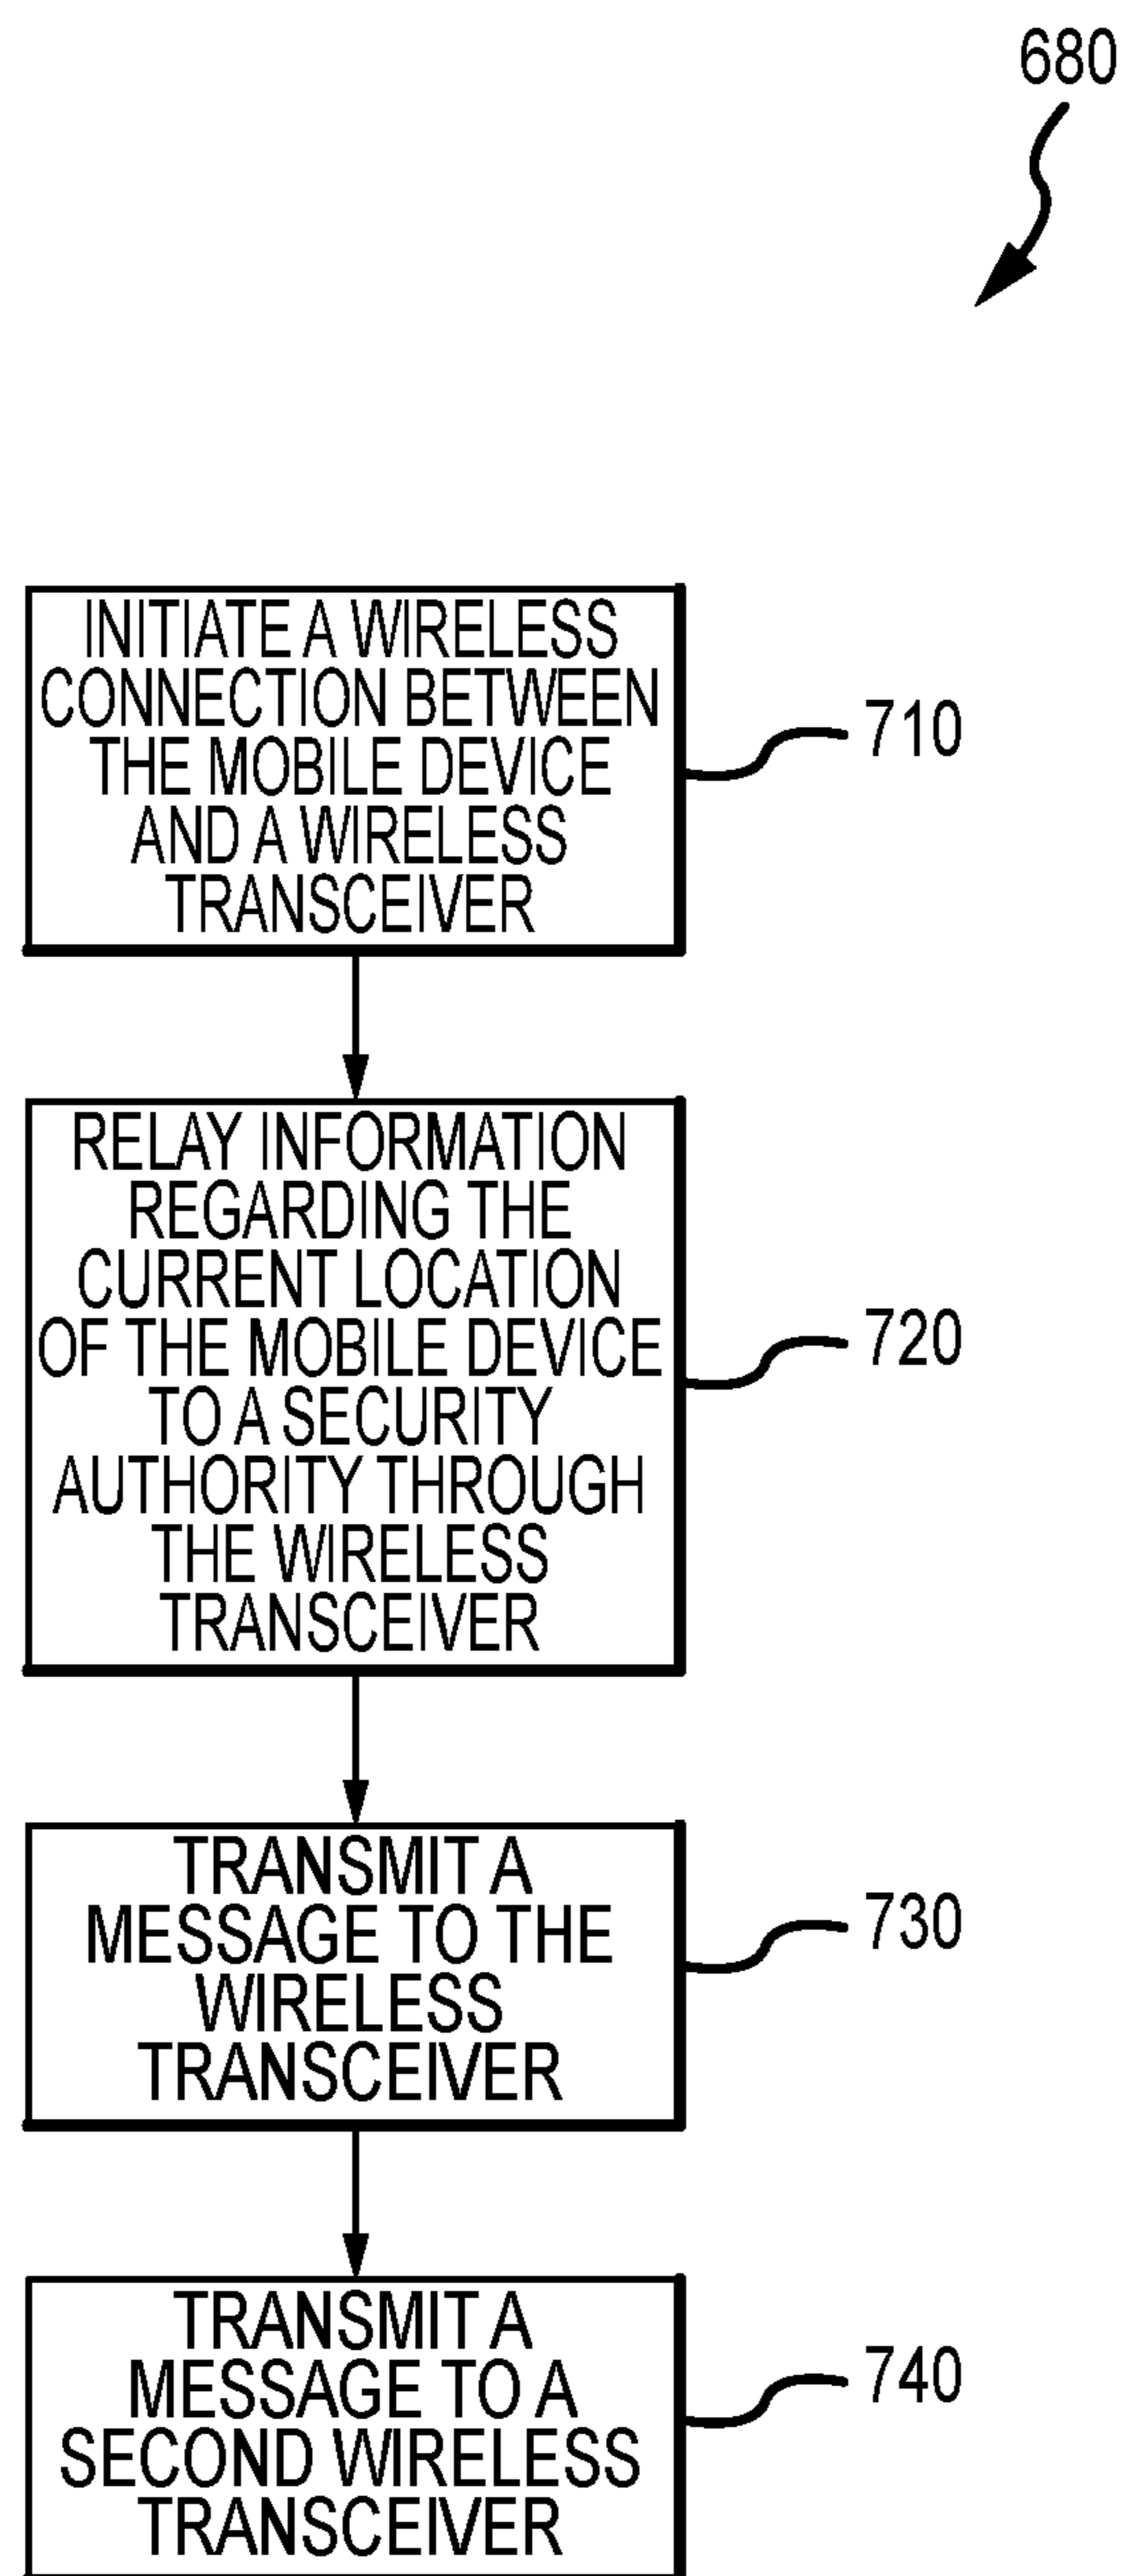 680
INITIATE A WIRELESS
CONNECTION BETWEEN
THE MOBILE DEVICE
AND A WIRELESS
TRANSCEIVER
710
RELAY INFORMATION
REGARDING THE
CURRENT LOCATION
OF THE MOBILE DEVICE
TO A SECURITY
AUTHORITY THROUGH
THE WIRELESS
TRANSCEIVER
720
TRANSMIT A
MESSAGE TO THE
WIRELESS
TRANSCEIVER
730
TRANSMIT A
MESSAGE TO A
SECOND WIRELESS
TRANSCEIVER
740